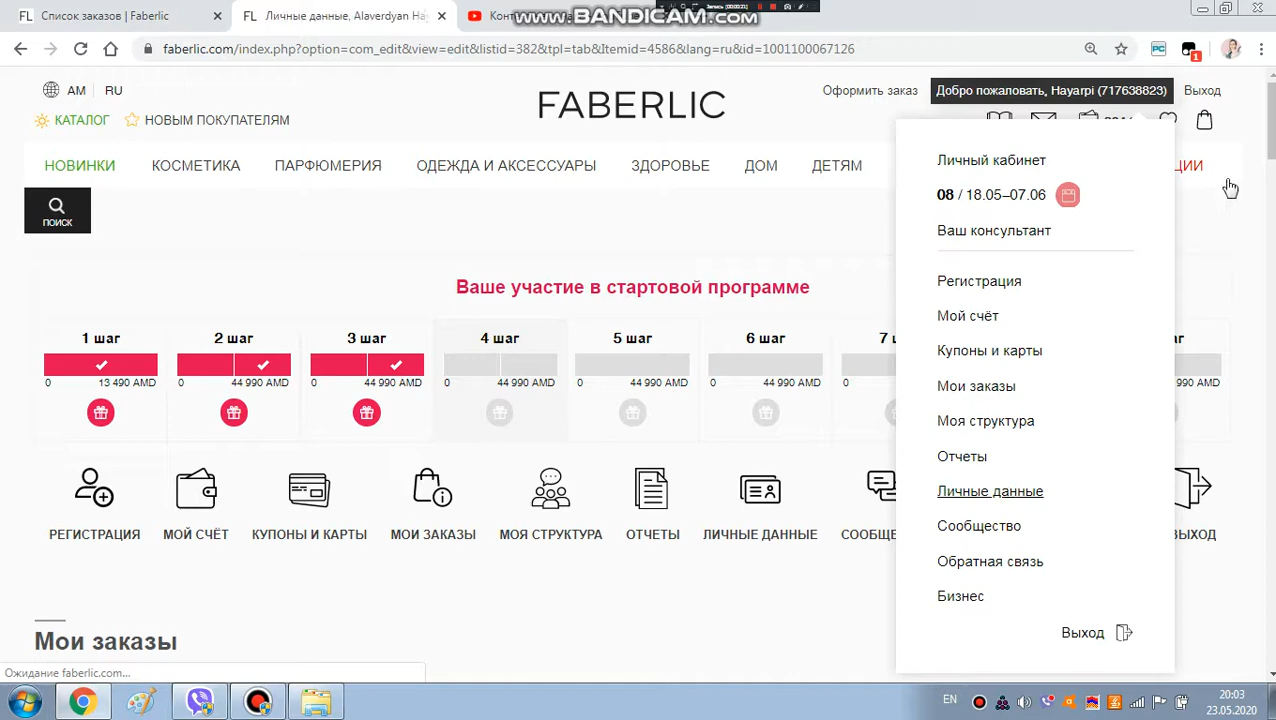 Список заказов | Faberlic
Личные данные, Alaverdyan Ha
www.BANDICAM.com
faberlic.com/index.php?option=com_edit&view=edit&listid=382&tpl=tab&Itemid=4586&lang=ru&id=1001100067126
AM RU
FABERLIC
Оформить заказ
Добро пожаловать, Hayarpi (717638823)
Выход
КАТАЛОГ
НОВЫМ ПОКУПАТЕЛЯМ
НОВИНКИ КОСМЕТИКА ПАРФЮМЕРИЯ ОДЕЖДА И АКСЕССУАРЫ ЗДОРОВЬЕ ДОМ ДЕТЯМ ЦИИ
ПОИСК
Личный кабинет
08 / 18.05–07.06
Ваш консультант
Регистрация
Мой счёт
Купоны и карты
Мои заказы
Моя структура
Отчеты
Личные данные
Сообщество
Обратная связь
Бизнес
Выход
Ваше участие в стартовой программе
1 шаг 2 шаг 3 шаг 4 шаг 5 шаг 6 шаг 7 ш аг
0 13 490 AMD 0 44 990 AMD 0 44 990 AMD 0 44 990 AMD 0 44 990 AMD 0 44 990 AMD 0 990 AMD
РЕГИСТРАЦИЯ МОЙ СЧЁТ КУПОНЫ И КАРТЫ МОИ ЗАКАЗЫ МОЯ СТРУКТУРА ОТЧЕТЫ ЛИЧНЫЕ ДАННЫЕ СООБЩЕ ВЫХОД
Мои заказы
Ожидание faberlic.com...
EN
20:03
23.05.2020